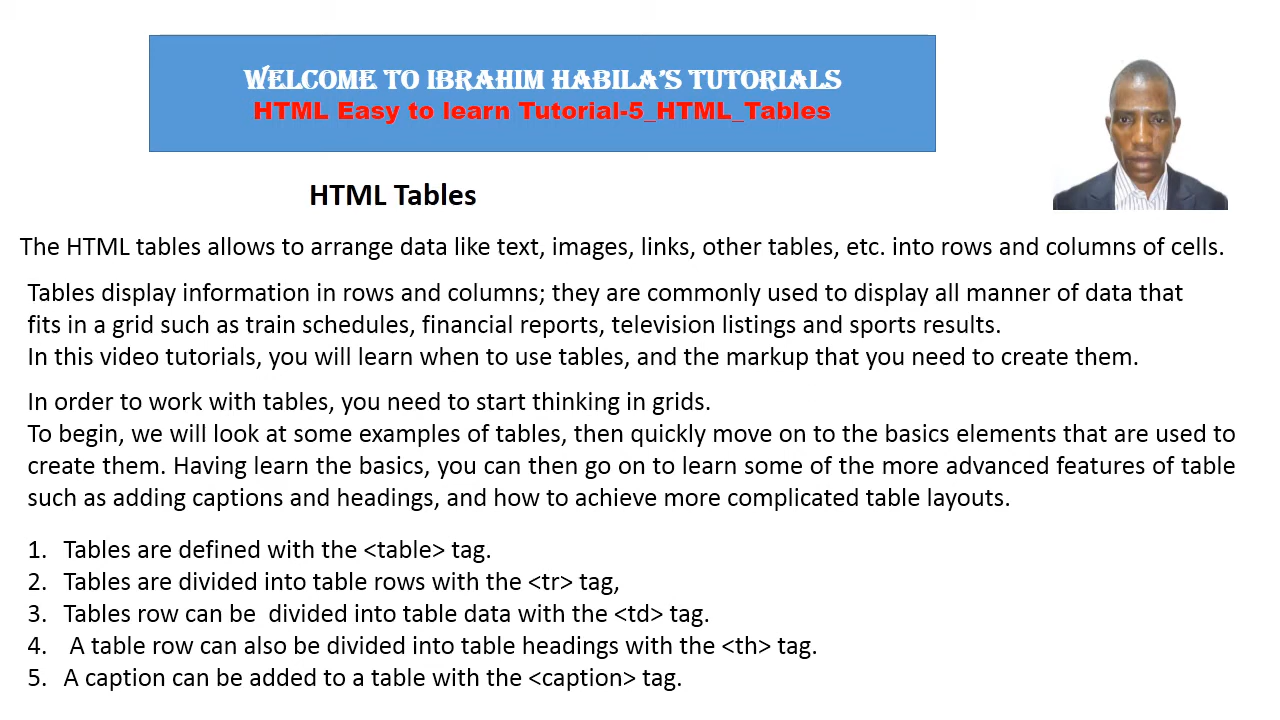 WELCOME TO IBRAHIM HABILA'S TUTORIALS
HTML Easy to learn Tutorial-5_HTML_Tables
HTML Tables
The HTML tables allows to arrange data like text, images, links, other tables, etc. into rows and columns of cells.
Tables display information in rows and columns; they are commonly used to display all manner of data that
fits in a grid such as train schedules, financial reports, television listings and sports results.
In this video tutorials, you will learn when to use tables, and the markup that you need to create them.
In order to work with tables, you need to start thinking in grids.
To begin, we will look at some examples of tables, then quickly move on to the basics elements that are used to
create them. Having learn the basics, you can then go on to learn some of the more advanced features of table
such as adding captions and headings, and how to achieve more complicated table layouts.
1. Tables are defined with the <table> tag.
2. Tables are divided into table rows with the <tr> tag,
3. Tables row can be  divided into table data with the <td> tag.
4. A table row can also be divided into table headings with the <th> tag.
5. A caption can be added to a table with the <caption> tag.